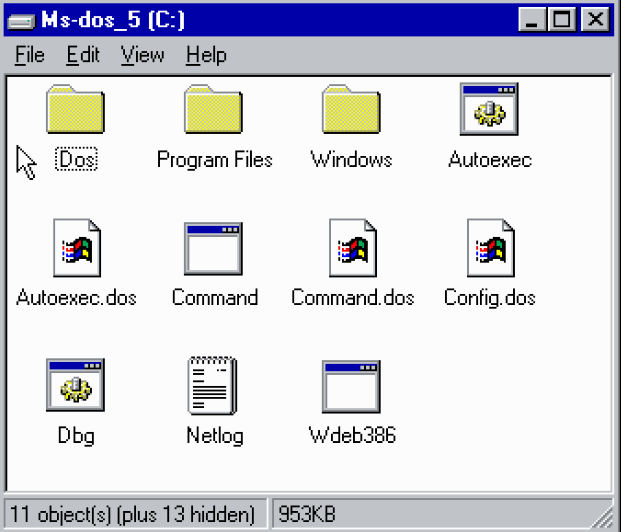 Ms-dos_5 (C:)
File Edit View Help
Dos Program Files Windows Autoexec
Autoexec.dos Command Command.dos Config.dos
Dbg Netlog Wdeb386
11 object(s) (plus 13 hidden) 953KB